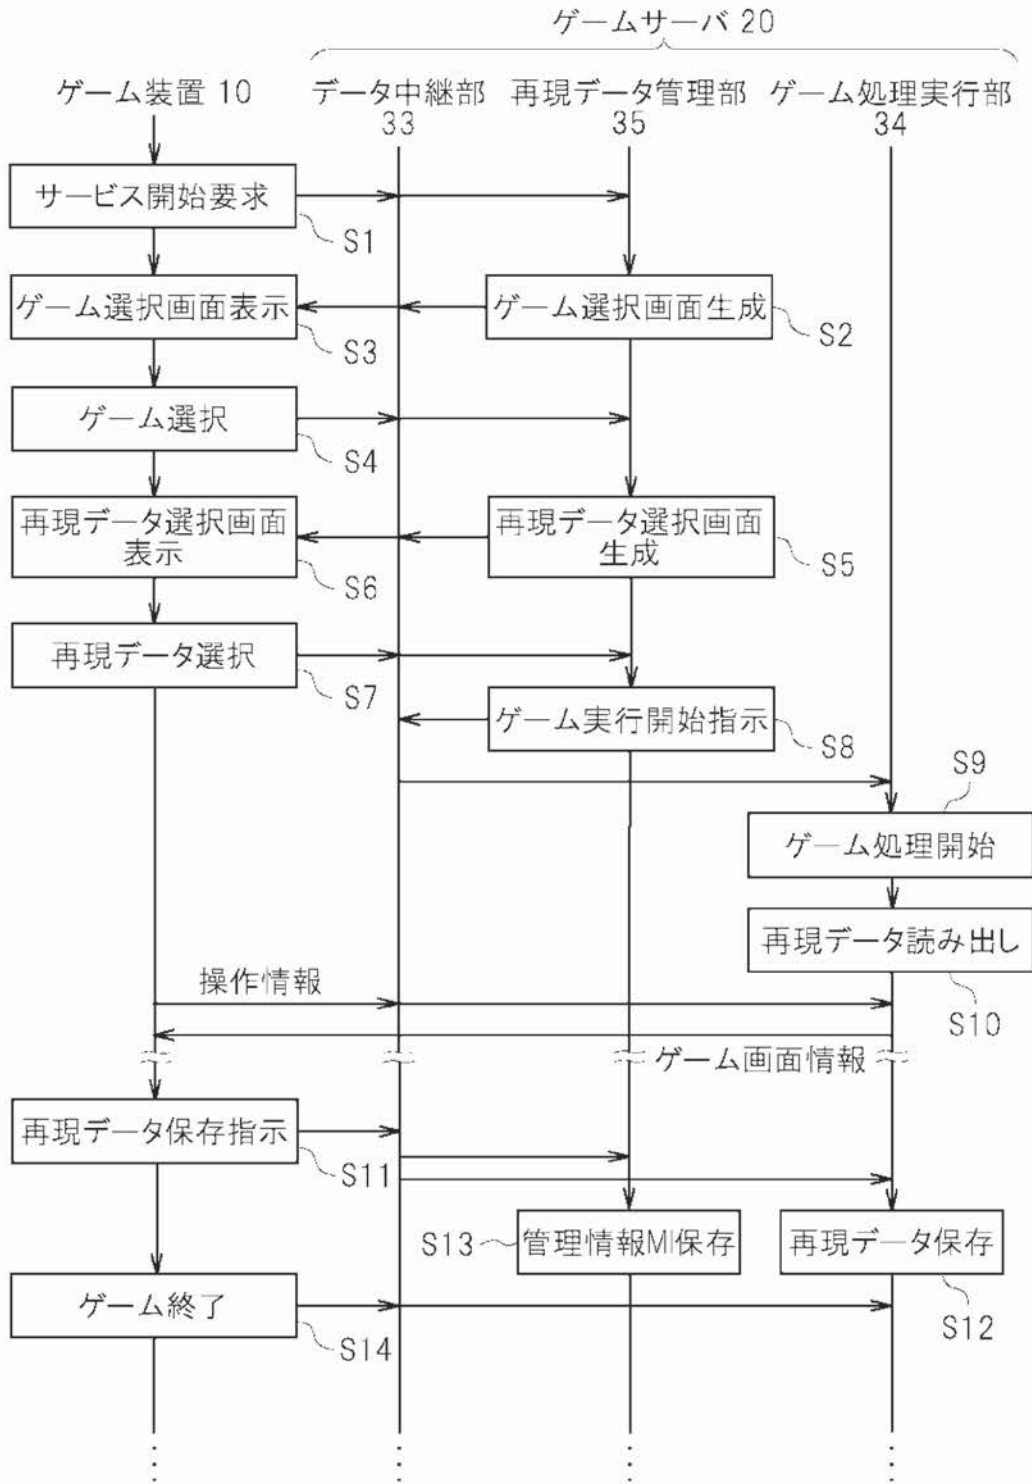 ゲームサーバ 20
ゲーム装置 10
データ中継部
33
再現データ管理部
35
ゲーム処理実行部
34
サービス開始要求
S1
ゲーム選択画面表示
S3
ゲーム選択画面生成
S2
ゲーム選択
S4
再現データ選択画面
表示
S6
再現データ選択画面
生成
S5
再現データ選択
S7
ゲーム実行開始指示
S8
S9
ゲーム処理開始
再現データ読み出し
S10
操作情報
ゲーム画面情報
再現データ保存指示
S11
S13
管理情報MI保存
再現データ保存
S12
ゲーム終了
S14